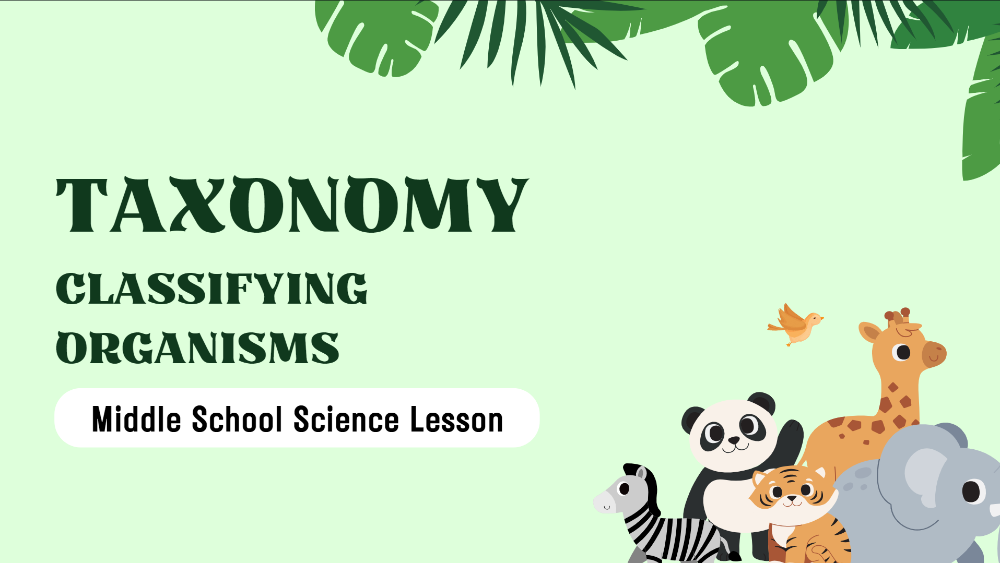 TAXONOMY
CLASSIFYING
ORGANISMS
Middle School Science Lesson